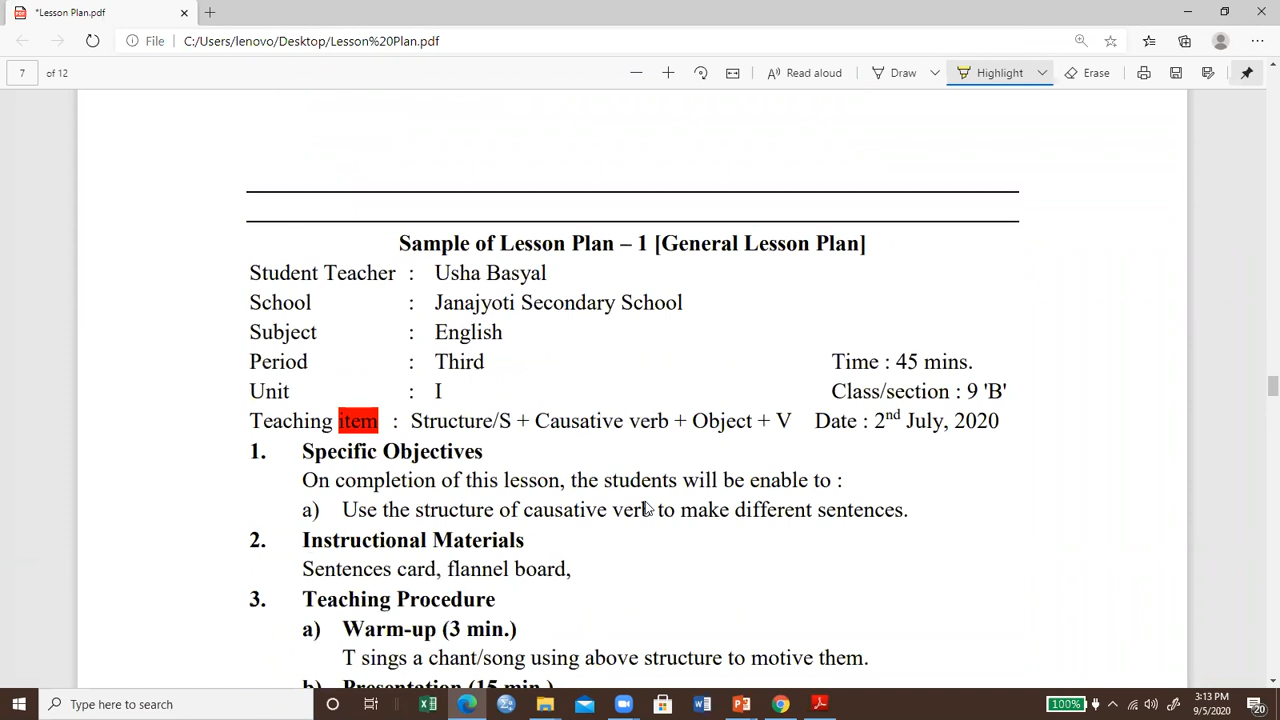 *Lesson Plan.pdf
File
C:/Users/lenovo/Desktop/Lesson%20Plan.pdf
7 of 12
Read aloud
Draw
Highlight
Erase
Sample of Lesson Plan – 1 [General Lesson Plan]
Student Teacher : Usha Basyal
School : Janajyoti Secondary School
Subject : English
Period : Third Time : 45 mins.
Unit : I Class/section : 9 'B'
Teaching item : Structure/S + Causative verb + Object + V Date : 2nd July, 2020
1. Specific Objectives
On completion of this lesson, the students will be enable to :
a) Use the structure of causative verb to make different sentences.
2. Instructional Materials
Sentences card, flannel board,
3. Teaching Procedure
a) Warm-up (3 min.)
T sings a chant/song using above structure to motive them.
b) Presentation (15 min.)
Type here to search
100%
3:13 PM
9/5/2020
20